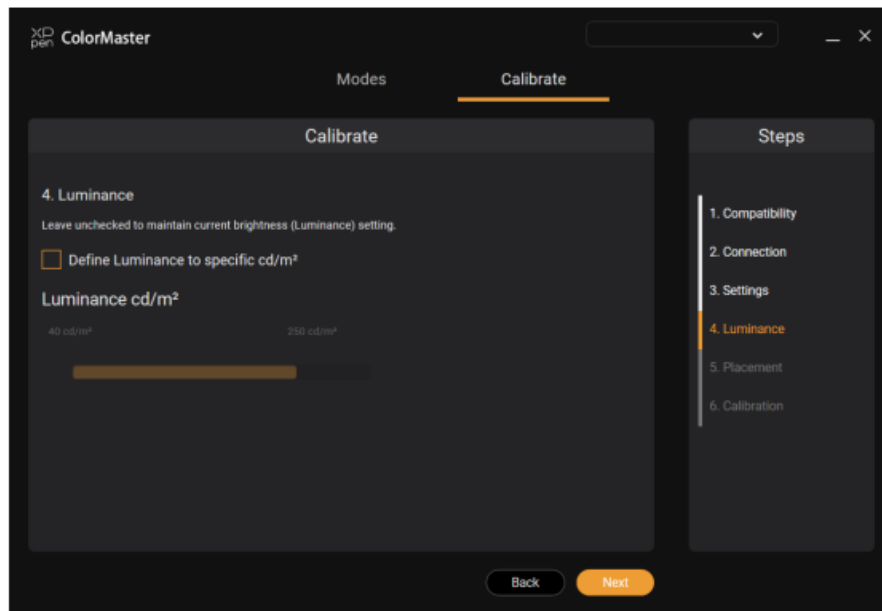 XP
pen ColorMaster
Modes Calibrate
Calibrate
4. Luminance
Leave unchecked to maintain current brightness (Luminance) setting.
Define Luminance to specific cd/m²
Luminance cd/m²
40 cd/m² 250 cd/m²
Back Next
Steps
1. Compatibility
2. Connection
3. Settings
4. Luminance
5. Placement
6. Calibration